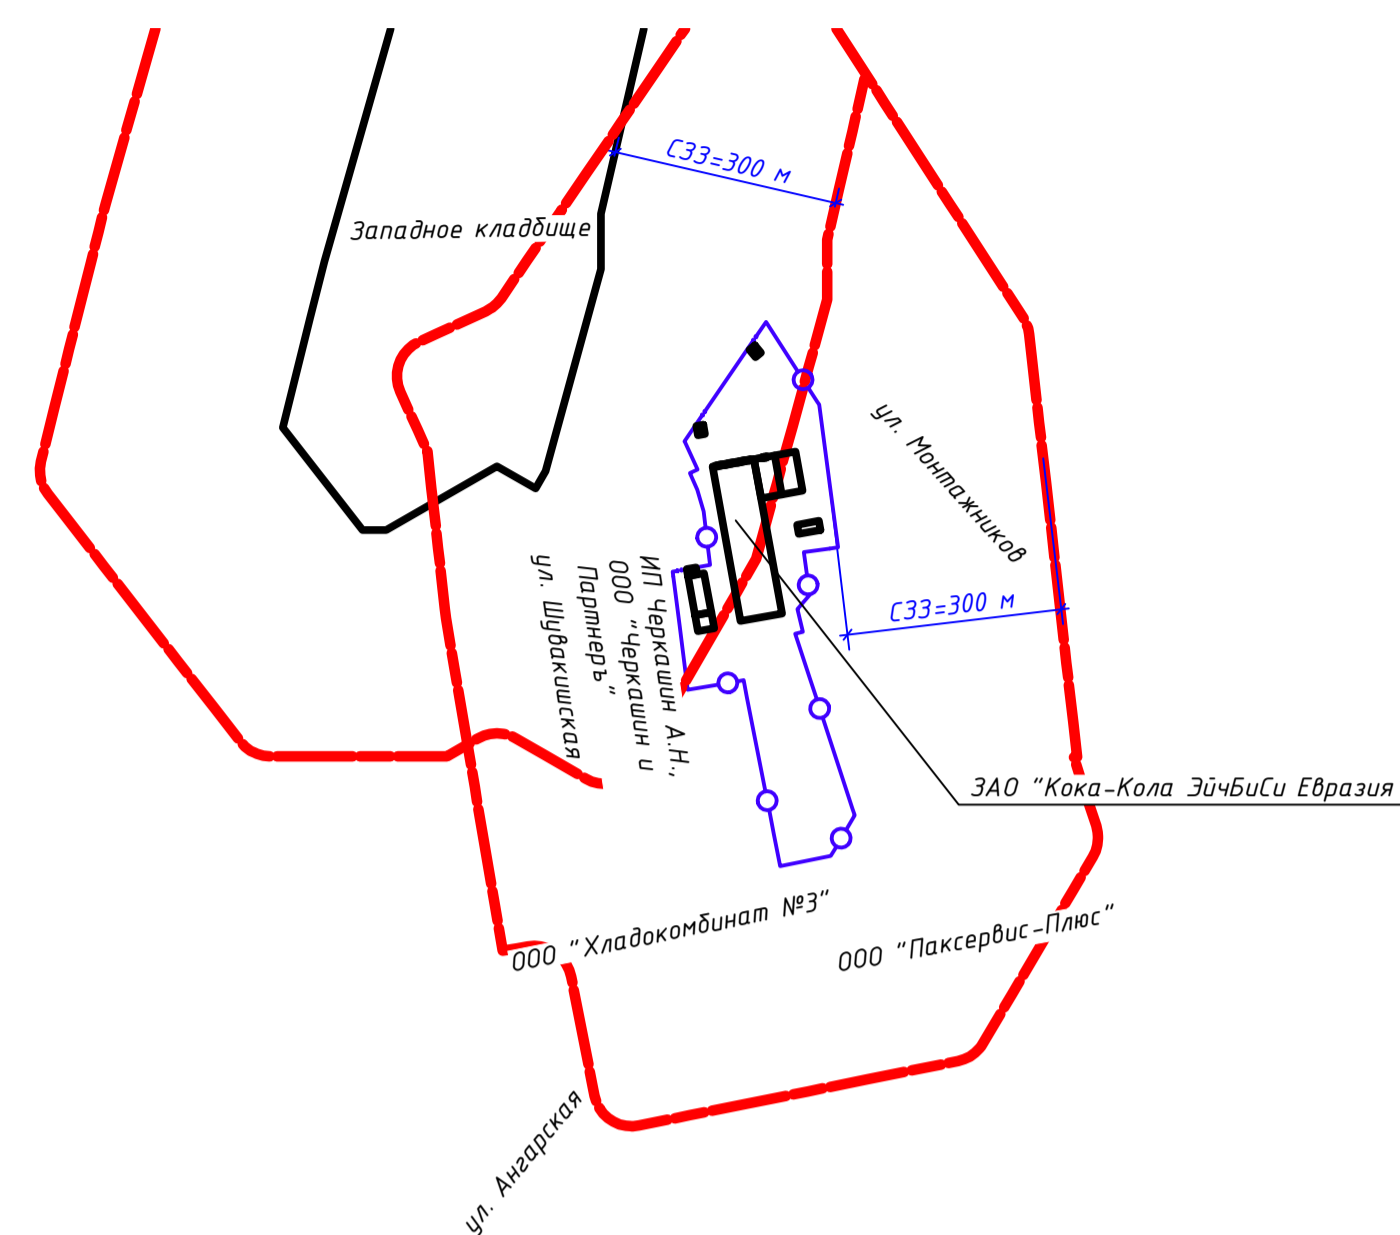 СЗЗ=300 м
Западное кладбище
ул. Монтажников
ИП Черкашин А.Н.,
ООО "Черкашин и
Партнеръ"
ул. Шувакишская
СЗЗ=300 м
ЗАО "Кока-Кола ЭйчБиСи Евразия
ООО "Хладокомбинат №3"
ООО "Паксервис-Плюс"
ул. Ангарская